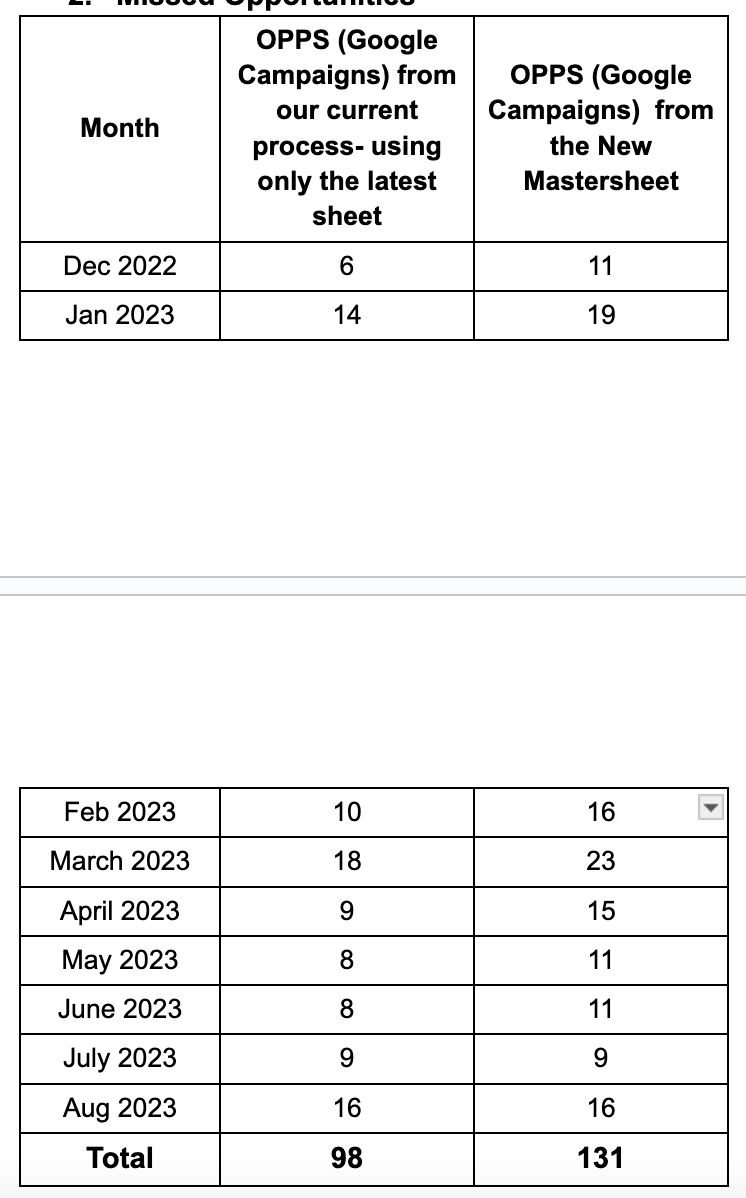 2. Missed Opportunities
Month
OPPS (Google
Campaigns) from
our current
process- using
only the latest
sheet
OPPS (Google
Campaigns)  from
the New
Mastersheet
Dec 2022 6 11
Jan 2023 14 19
Feb 2023 10 16
March 2023 18 23
April 2023 9 15
May 2023 8 11
June 2023 8 11
July 2023 9 9
Aug 2023 16 16
Total 98 131